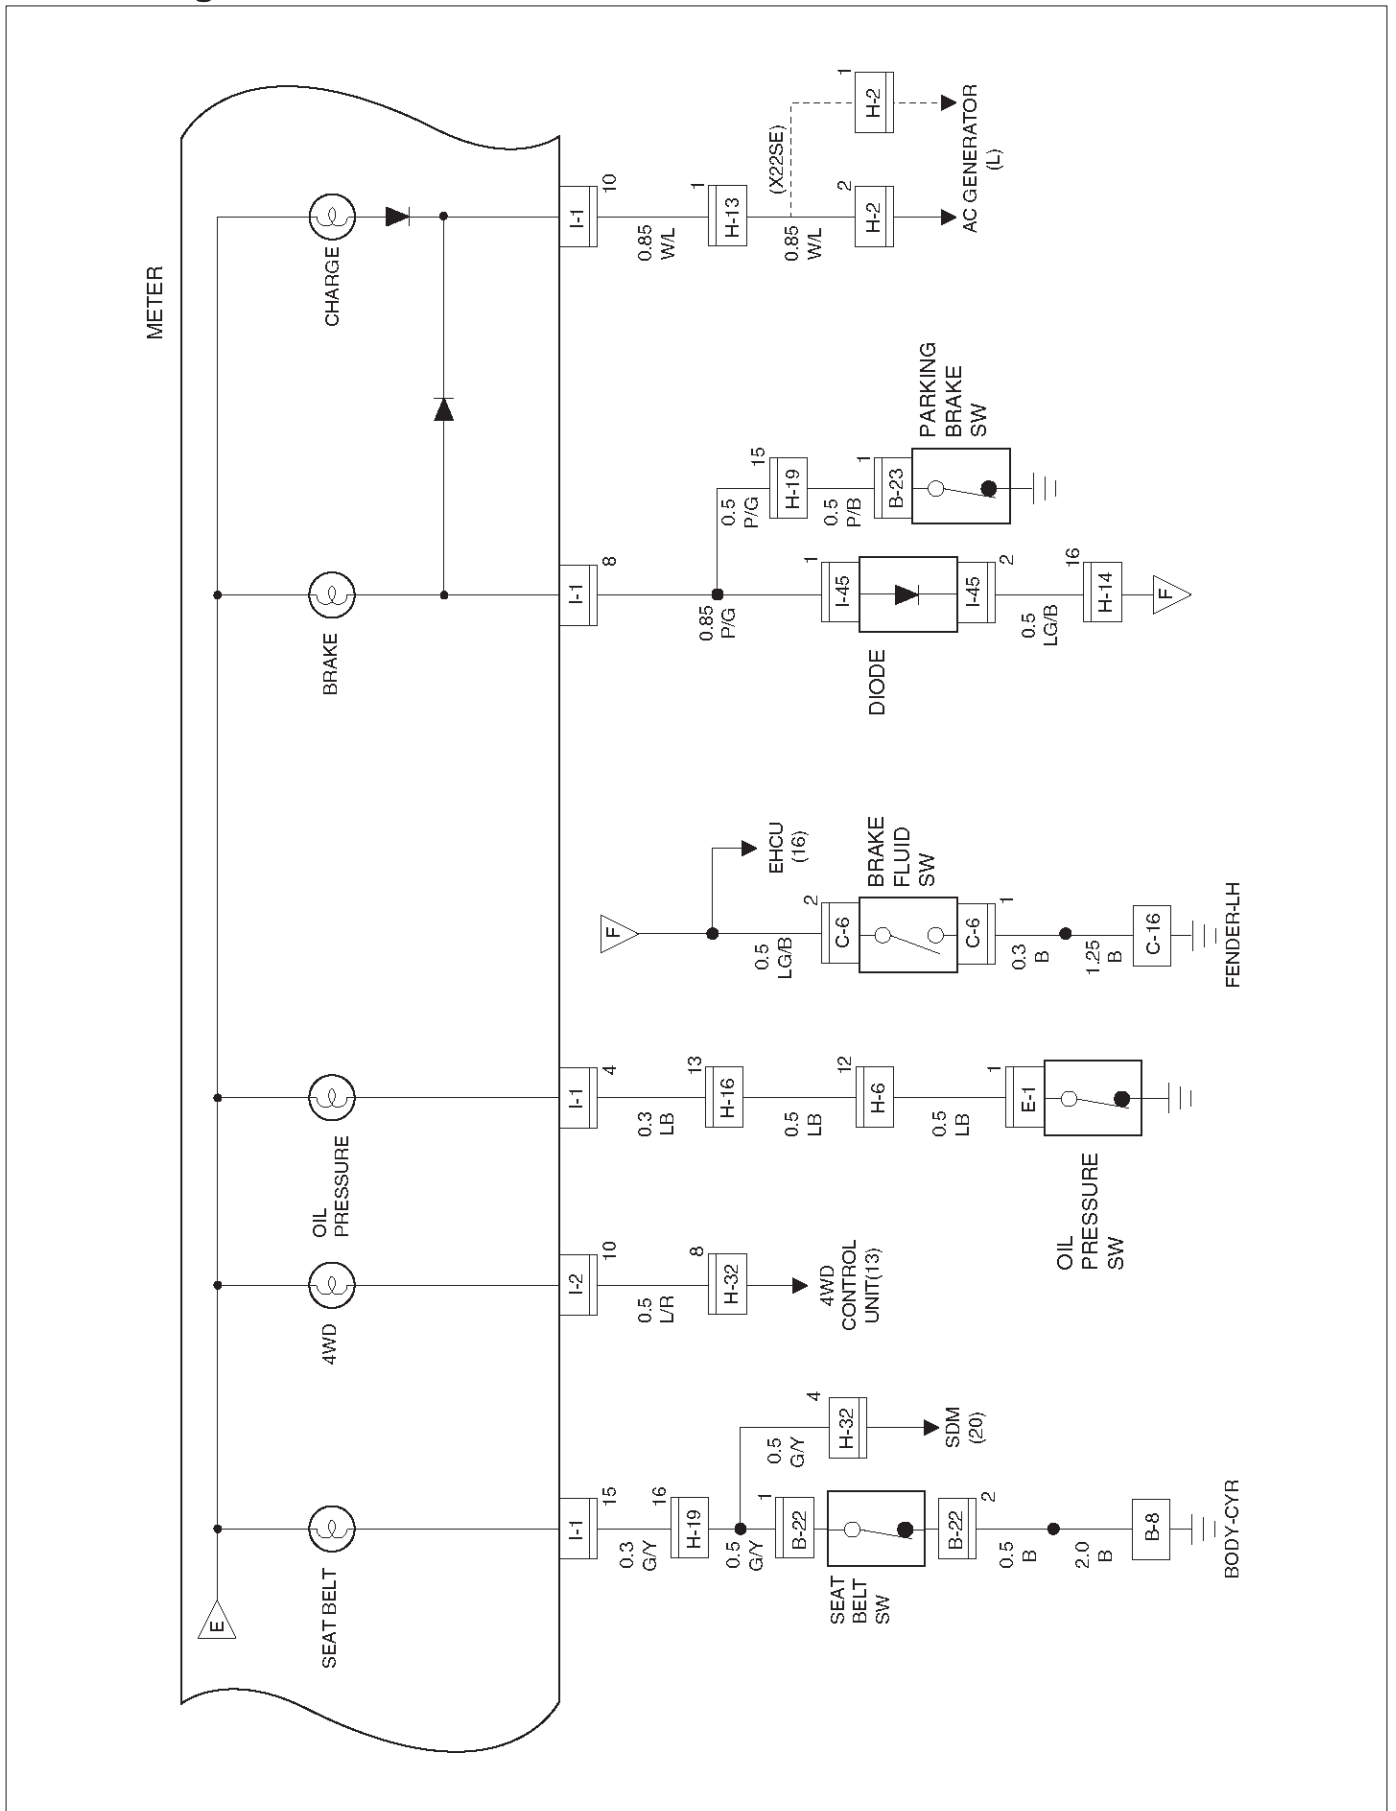 METER
E
SEAT BELT
4WD
OIL
PRESSURE
BRAKE
CHARGE
I-1
15
0.3
G/Y
H-19
16
0.5
G/Y
B-22
1
SEAT
BELT
SW
B-22
2
0.5
B
2.0
B
B-8
BODY-CYR
0.5
G/Y
H-32
4
SDM
(20)
I-2
10
0.5
L/R
H-32
8
4WD
CONTROL
UNIT(13)
I-1
4
0.3
LB
H-16
13
0.5
LB
H-6
12
0.5
LB
E-1
1
OIL
PRESSURE
SW
F
EHCU
(16)
0.5
LG/B
C-6
2
BRAKE
FLUID
SW
C-6
1
0.3
B
1.25
B
C-16
FENDER-LH
I-1
8
0.85
P/G
I-45
1
DIODE
I-45
2
0.5
LG/B
H-14
16
F
0.5
P/G
H-19
15
0.5
P/B
B-23
1
PARKING
BRAKE
SW
I-1
10
0.85
W/L
H-13
1
0.85
W/L
(X22SE)
H-2
2
H-2
1
AC GENERATOR
(L)